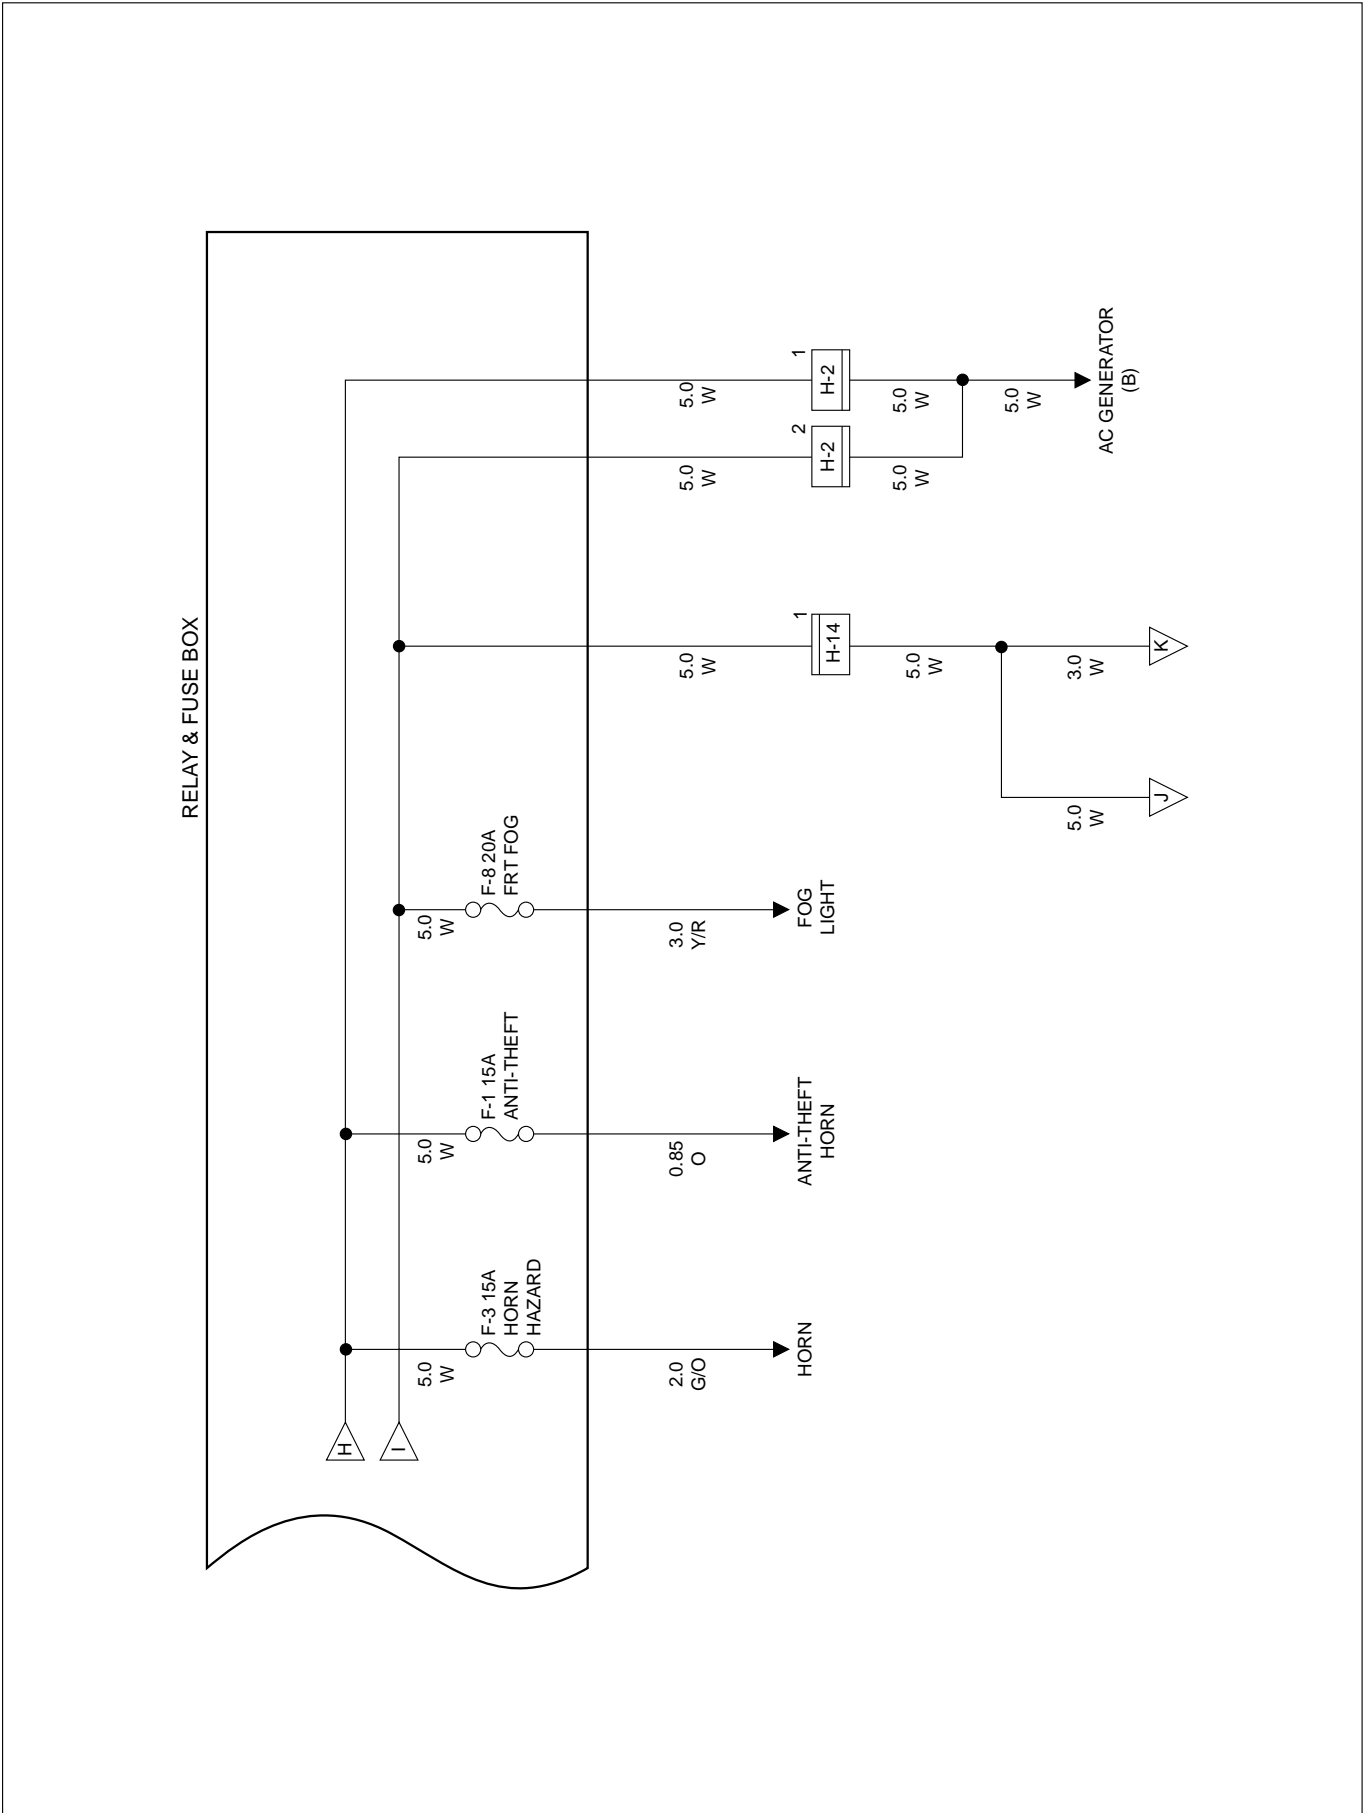 RELAY & FUSE BOX
H
I
5.0
W
F-3 15A
HORN
HAZARD
2.0
G/O
HORN
5.0
W
F-1 15A
ANTI-THEFT
0.85
O
ANTI-THEFT
HORN
5.0
W
F-8 20A
FRT FOG
3.0
Y/R
FOG
LIGHT
5.0
W
1
H-14
5.0
W
5.0
W
J
3.0
W
K
5.0
W
2
H-2
5.0
W
5.0
W
1
H-2
5.0
W
5.0
W
AC GENERATOR
(B)